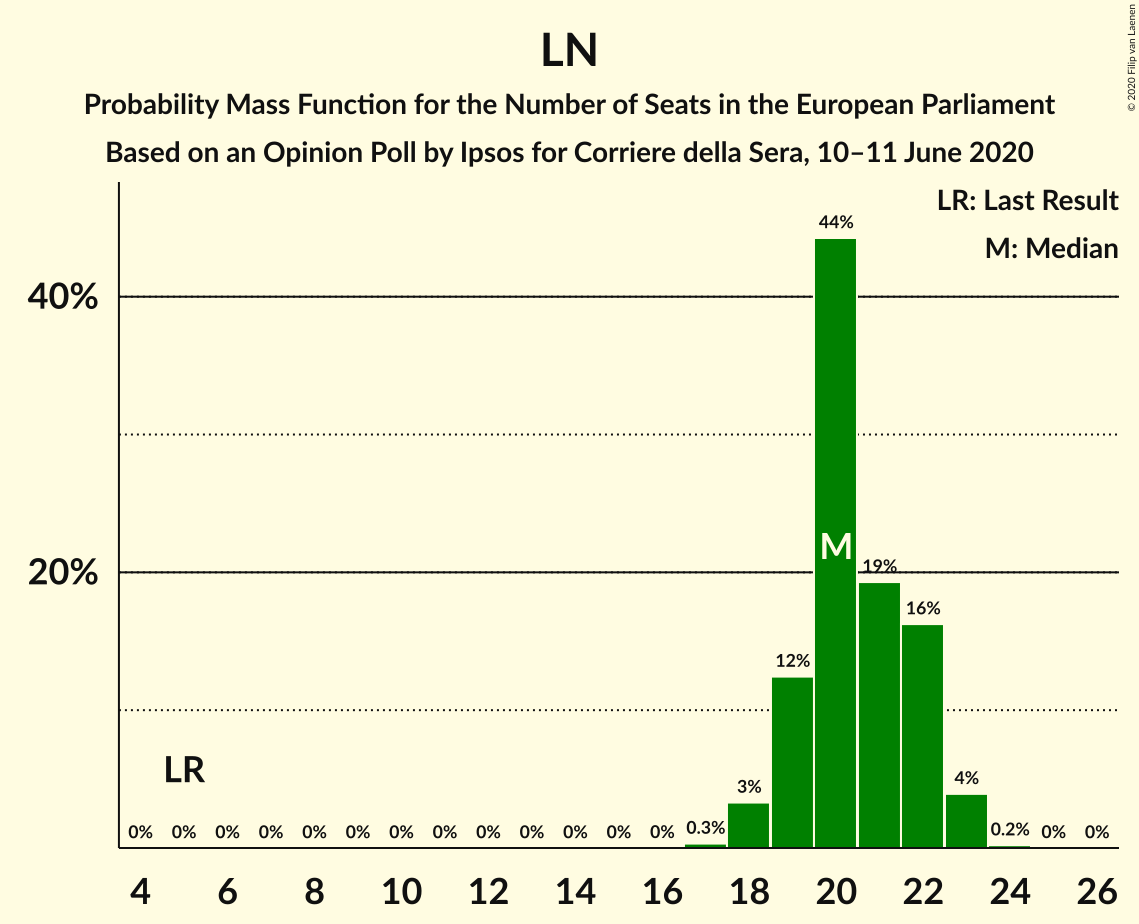 LN
Probability Mass Function for the Number of Seats in the European Parliament
Based on an Opinion Poll by Ipsos for Corriere della Sera, 10–11 June 2020
© 2020 Filip van Laenen
LR: Last Result
M: Median
40%
20%
LR
M
0% 0% 0% 0% 0% 0% 0% 0% 0% 0% 0% 0% 0% 0.3% 3% 12% 44% 19% 16% 4% 0.2% 0% 0%
4 6 8 10 12 14 16 18 20 22 24 26